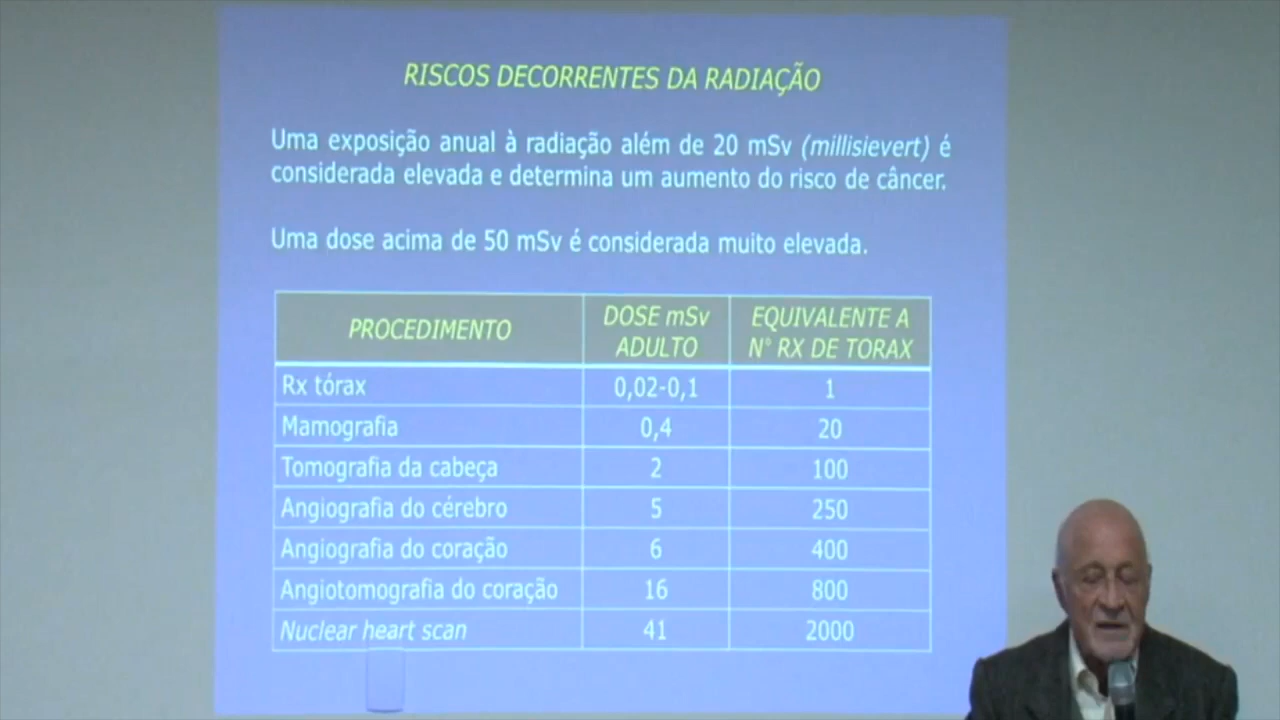 RISCOS DECORRENTES DA RADIAÇÃO
Uma exposição anual à radiação além de 20 mSv (millisievert) é
considerada elevada e determina um aumento do risco de câncer.
Uma dose acima de 50 mSv é considerada muito elevada.
PROCEDIMENTO DOSE mSv ADULTO EQUIVALENTE A N° RX DE TORAX
Rx tórax 0,02-0,1 1
Mamografia 0,4 20
Tomografia da cabeça 2 100
Angiografia do cérebro 5 250
Angiografia do coração 6 400
Angiotomografia do coração 16 800
Nuclear heart scan 41 2000